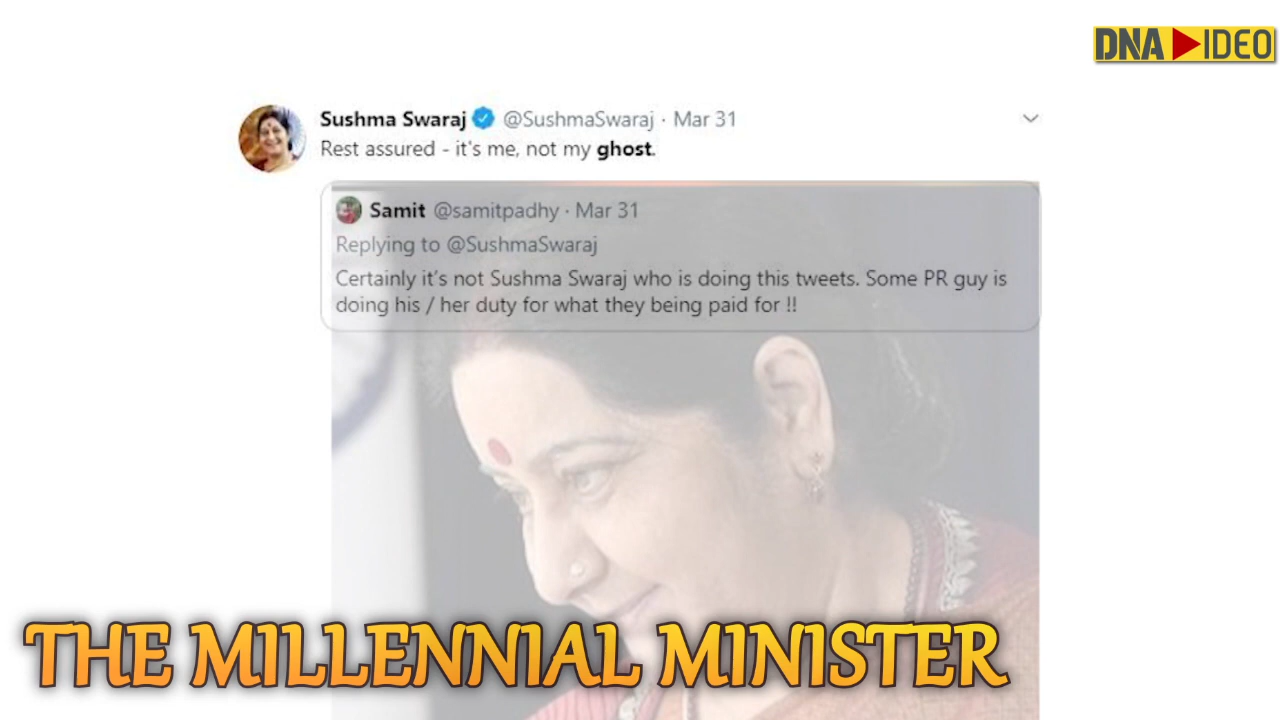 DNA IDEO
Sushma Swaraj @SushmaSwaraj · Mar 31
Rest assured - it's me, not my ghost.
Samit @samitpadhy · Mar 31
Replying to @SushmaSwaraj
Certainly it's not Sushma Swaraj who is doing this tweets. Some PR guy is
doing his / her duty for what they being paid for !!
THE MILLENNIAL MINISTER